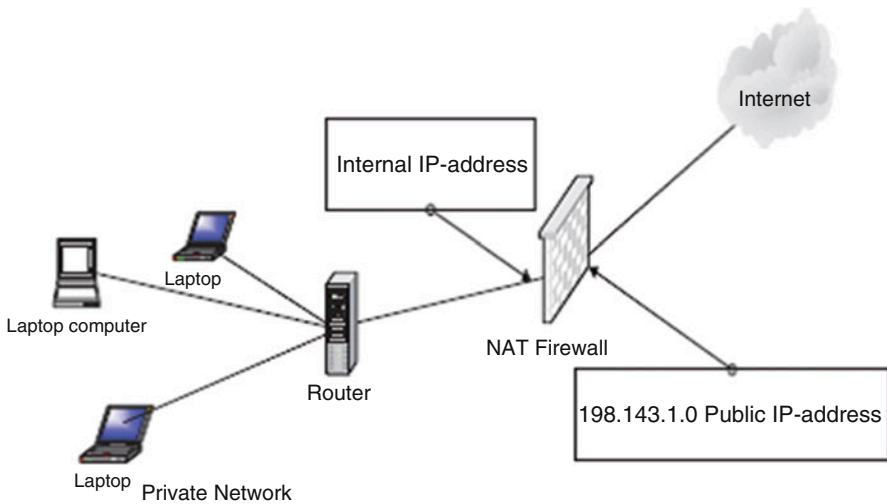 Internet
Internal IP-address
Laptop
Laptop computer
NAT Firewall
Router
198.143.1.0 Public IP-address
Laptop
Private Network